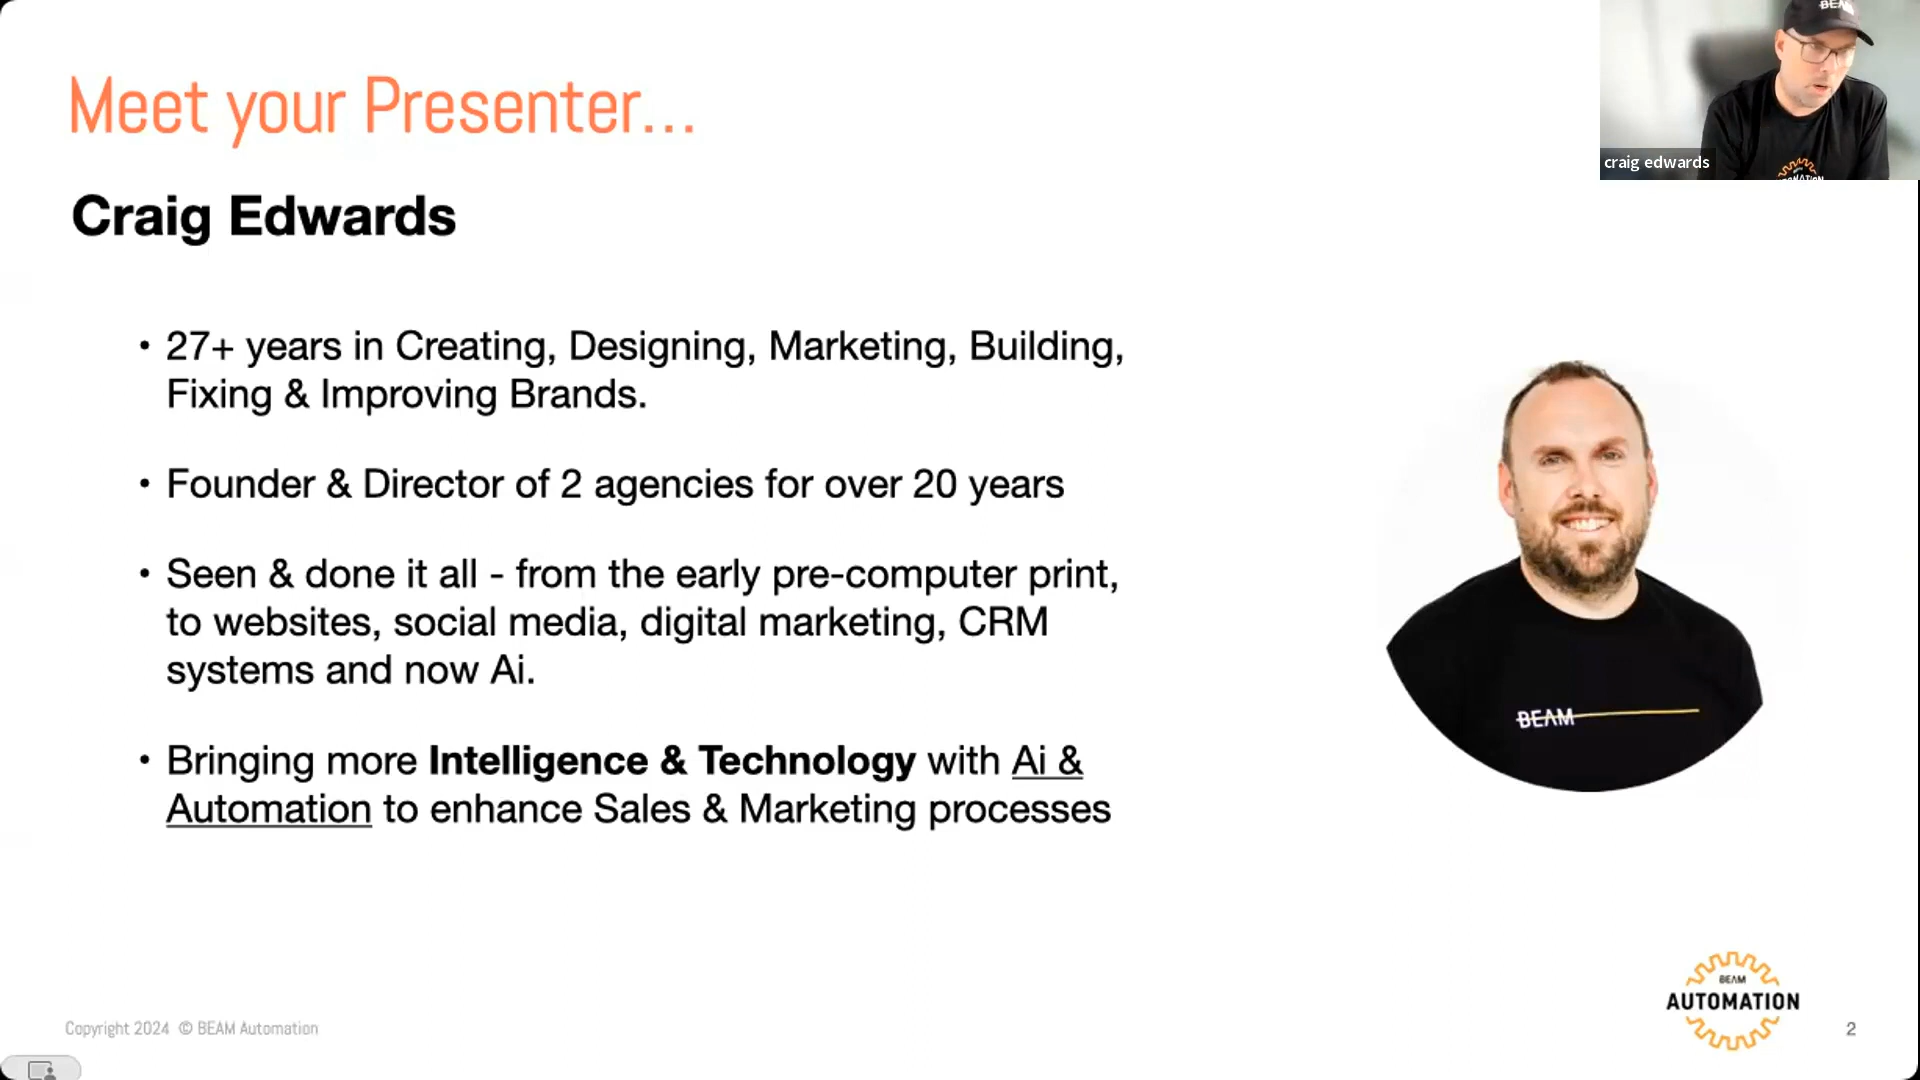 Meet your Presenter...
Craig Edwards
• 27+ years in Creating, Designing, Marketing, Building,
Fixing & Improving Brands.
• Founder & Director of 2 agencies for over 20 years
• Seen & done it all - from the early pre-computer print,
to websites, social media, digital marketing, CRM
systems and now Ai.
• Bringing more Intelligence & Technology with Ai &
Automation to enhance Sales & Marketing processes
craig edwards
BEAM
BEAM
AUTOMATION
Copyright 2024 © BEAM Automation
2